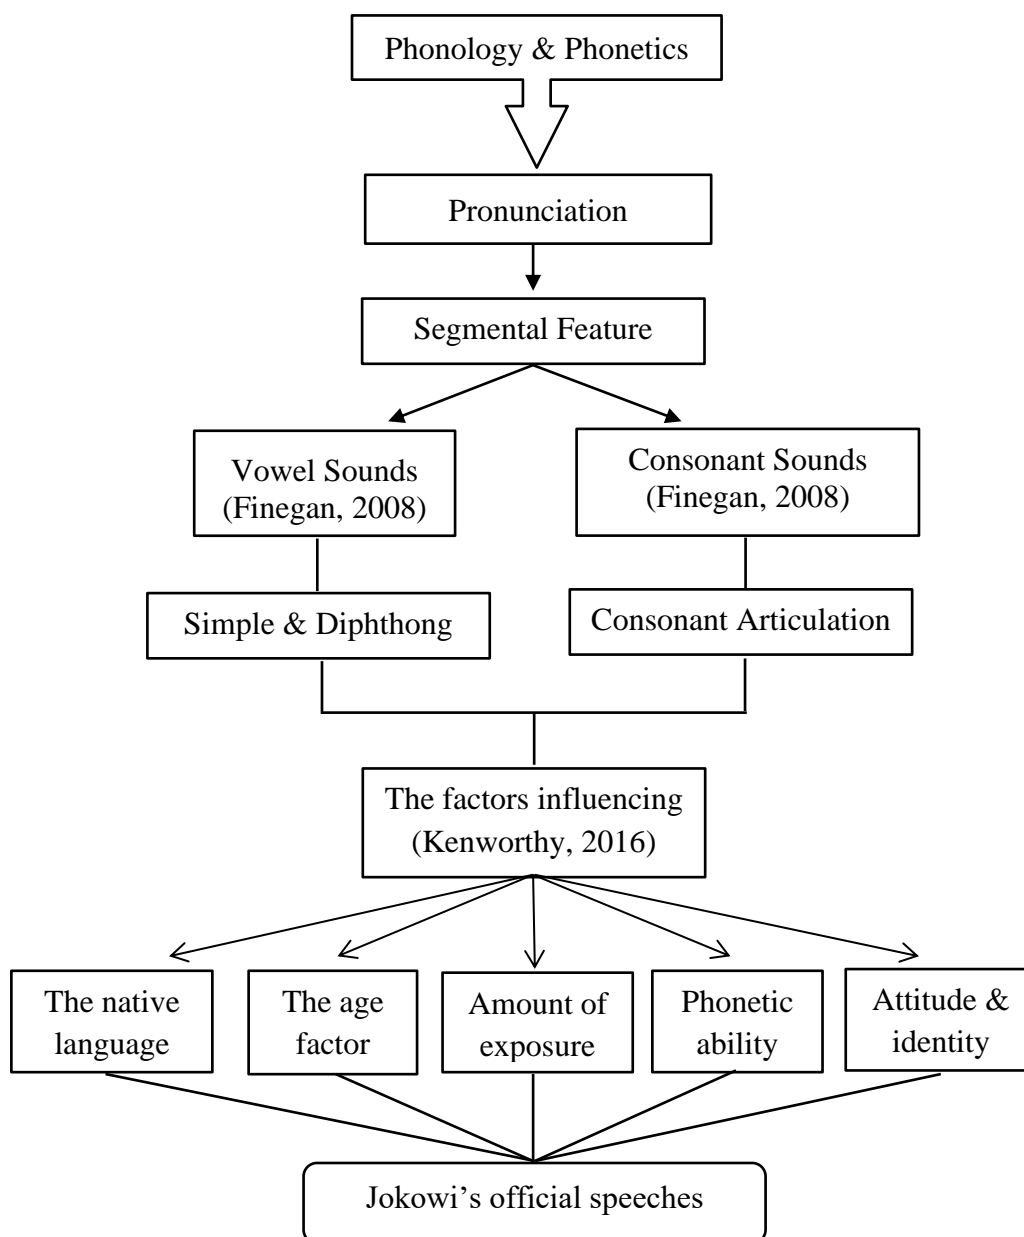 Phonology & Phonetics
Pronunciation
Segmental Feature
Vowel Sounds
(Finegan, 2008)
Consonant Sounds
(Finegan, 2008)
Simple & Diphthong
Consonant Articulation
The factors influencing
(Kenworthy, 2016)
The native
language
The age
factor
Amount of
exposure
Phonetic
ability
Attitude &
identity
Jokowi’s official speeches